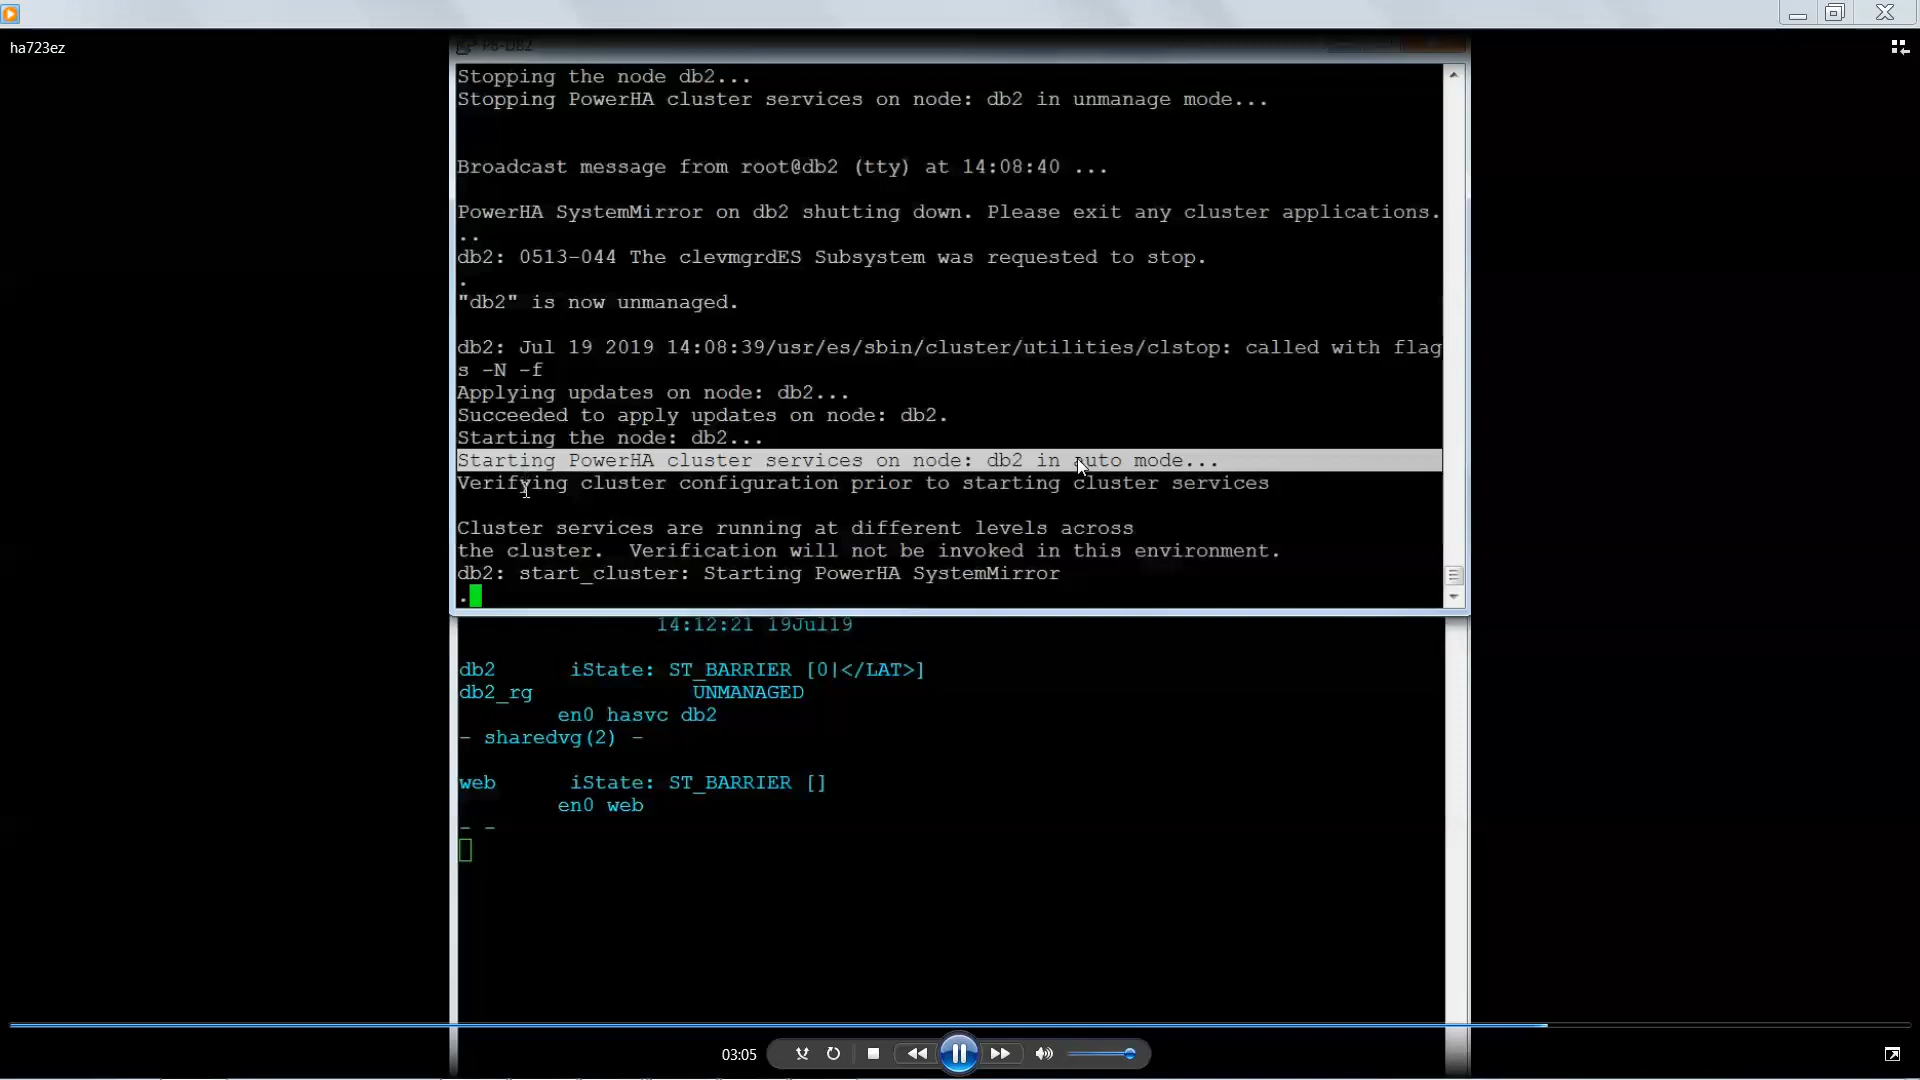 ha723ez
Stopping the node db2...
Stopping PowerHA cluster services on node: db2 in unmanage mode...
Broadcast message from root@db2 (tty) at 14:08:40 ...
PowerHA SystemMirror on db2 shutting down. Please exit any cluster applications.
..
db2: 0513-044 The clevmgrdES Subsystem was requested to stop.
.
"db2" is now unmanaged.
db2: Jul 19 2019 14:08:39/usr/es/sbin/cluster/utilities/clstop: called with flag
s -N -f
Applying updates on node: db2...
Succeeded to apply updates on node: db2.
Starting the node: db2...
Starting PowerHA cluster services on node: db2 in auto mode...
Verifying cluster configuration prior to starting cluster services
Cluster services are running at different levels across
the cluster.  Verification will not be invoked in this environment.
db2: start_cluster: Starting PowerHA SystemMirror
.
14:12:21 19Jul19
db2 iState: ST_BARRIER [0|</LAT>]
db2_rg UNMANAGED
en0 hasvc db2
- sharedvg(2) -
web iState: ST_BARRIER []
en0 web
- -
03:05